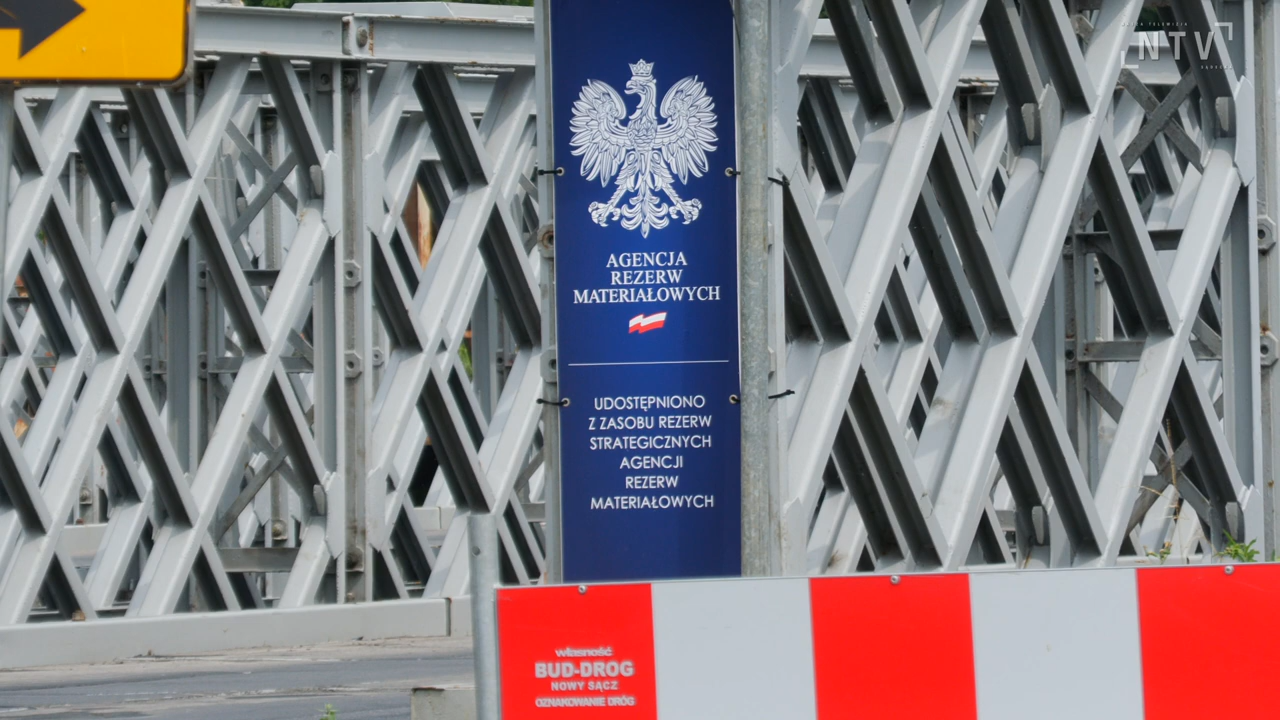 NTV
AGENCJA
REZERW
MATERIAŁOWYCH
UDOSTĘPNIONO
Z ZASOBU REZERW
STRATEGICZNYCH
AGENCJI
REZERW
MATERIAŁOWYCH
własność
BUD-DROG
NOWY SĄCZ
OZNAKOWANIE DRÓG